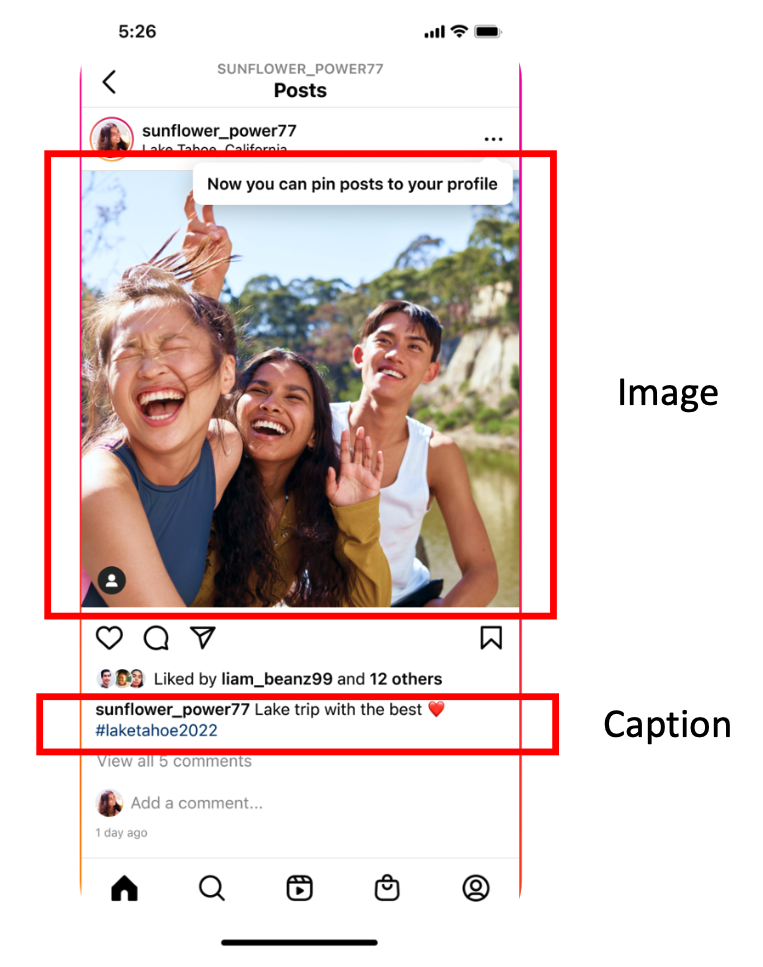 5:26
SUNFLOWER_POWER77
Posts
sunflower_power77
Lake Tahoe, California
Now you can pin posts to your profile
Image
Liked by liam_beanz99 and 12 others
sunflower_power77 Lake trip with the best ❤️
#laketahoe2022
Caption
View all 5 comments
Add a comment...
1 day ago